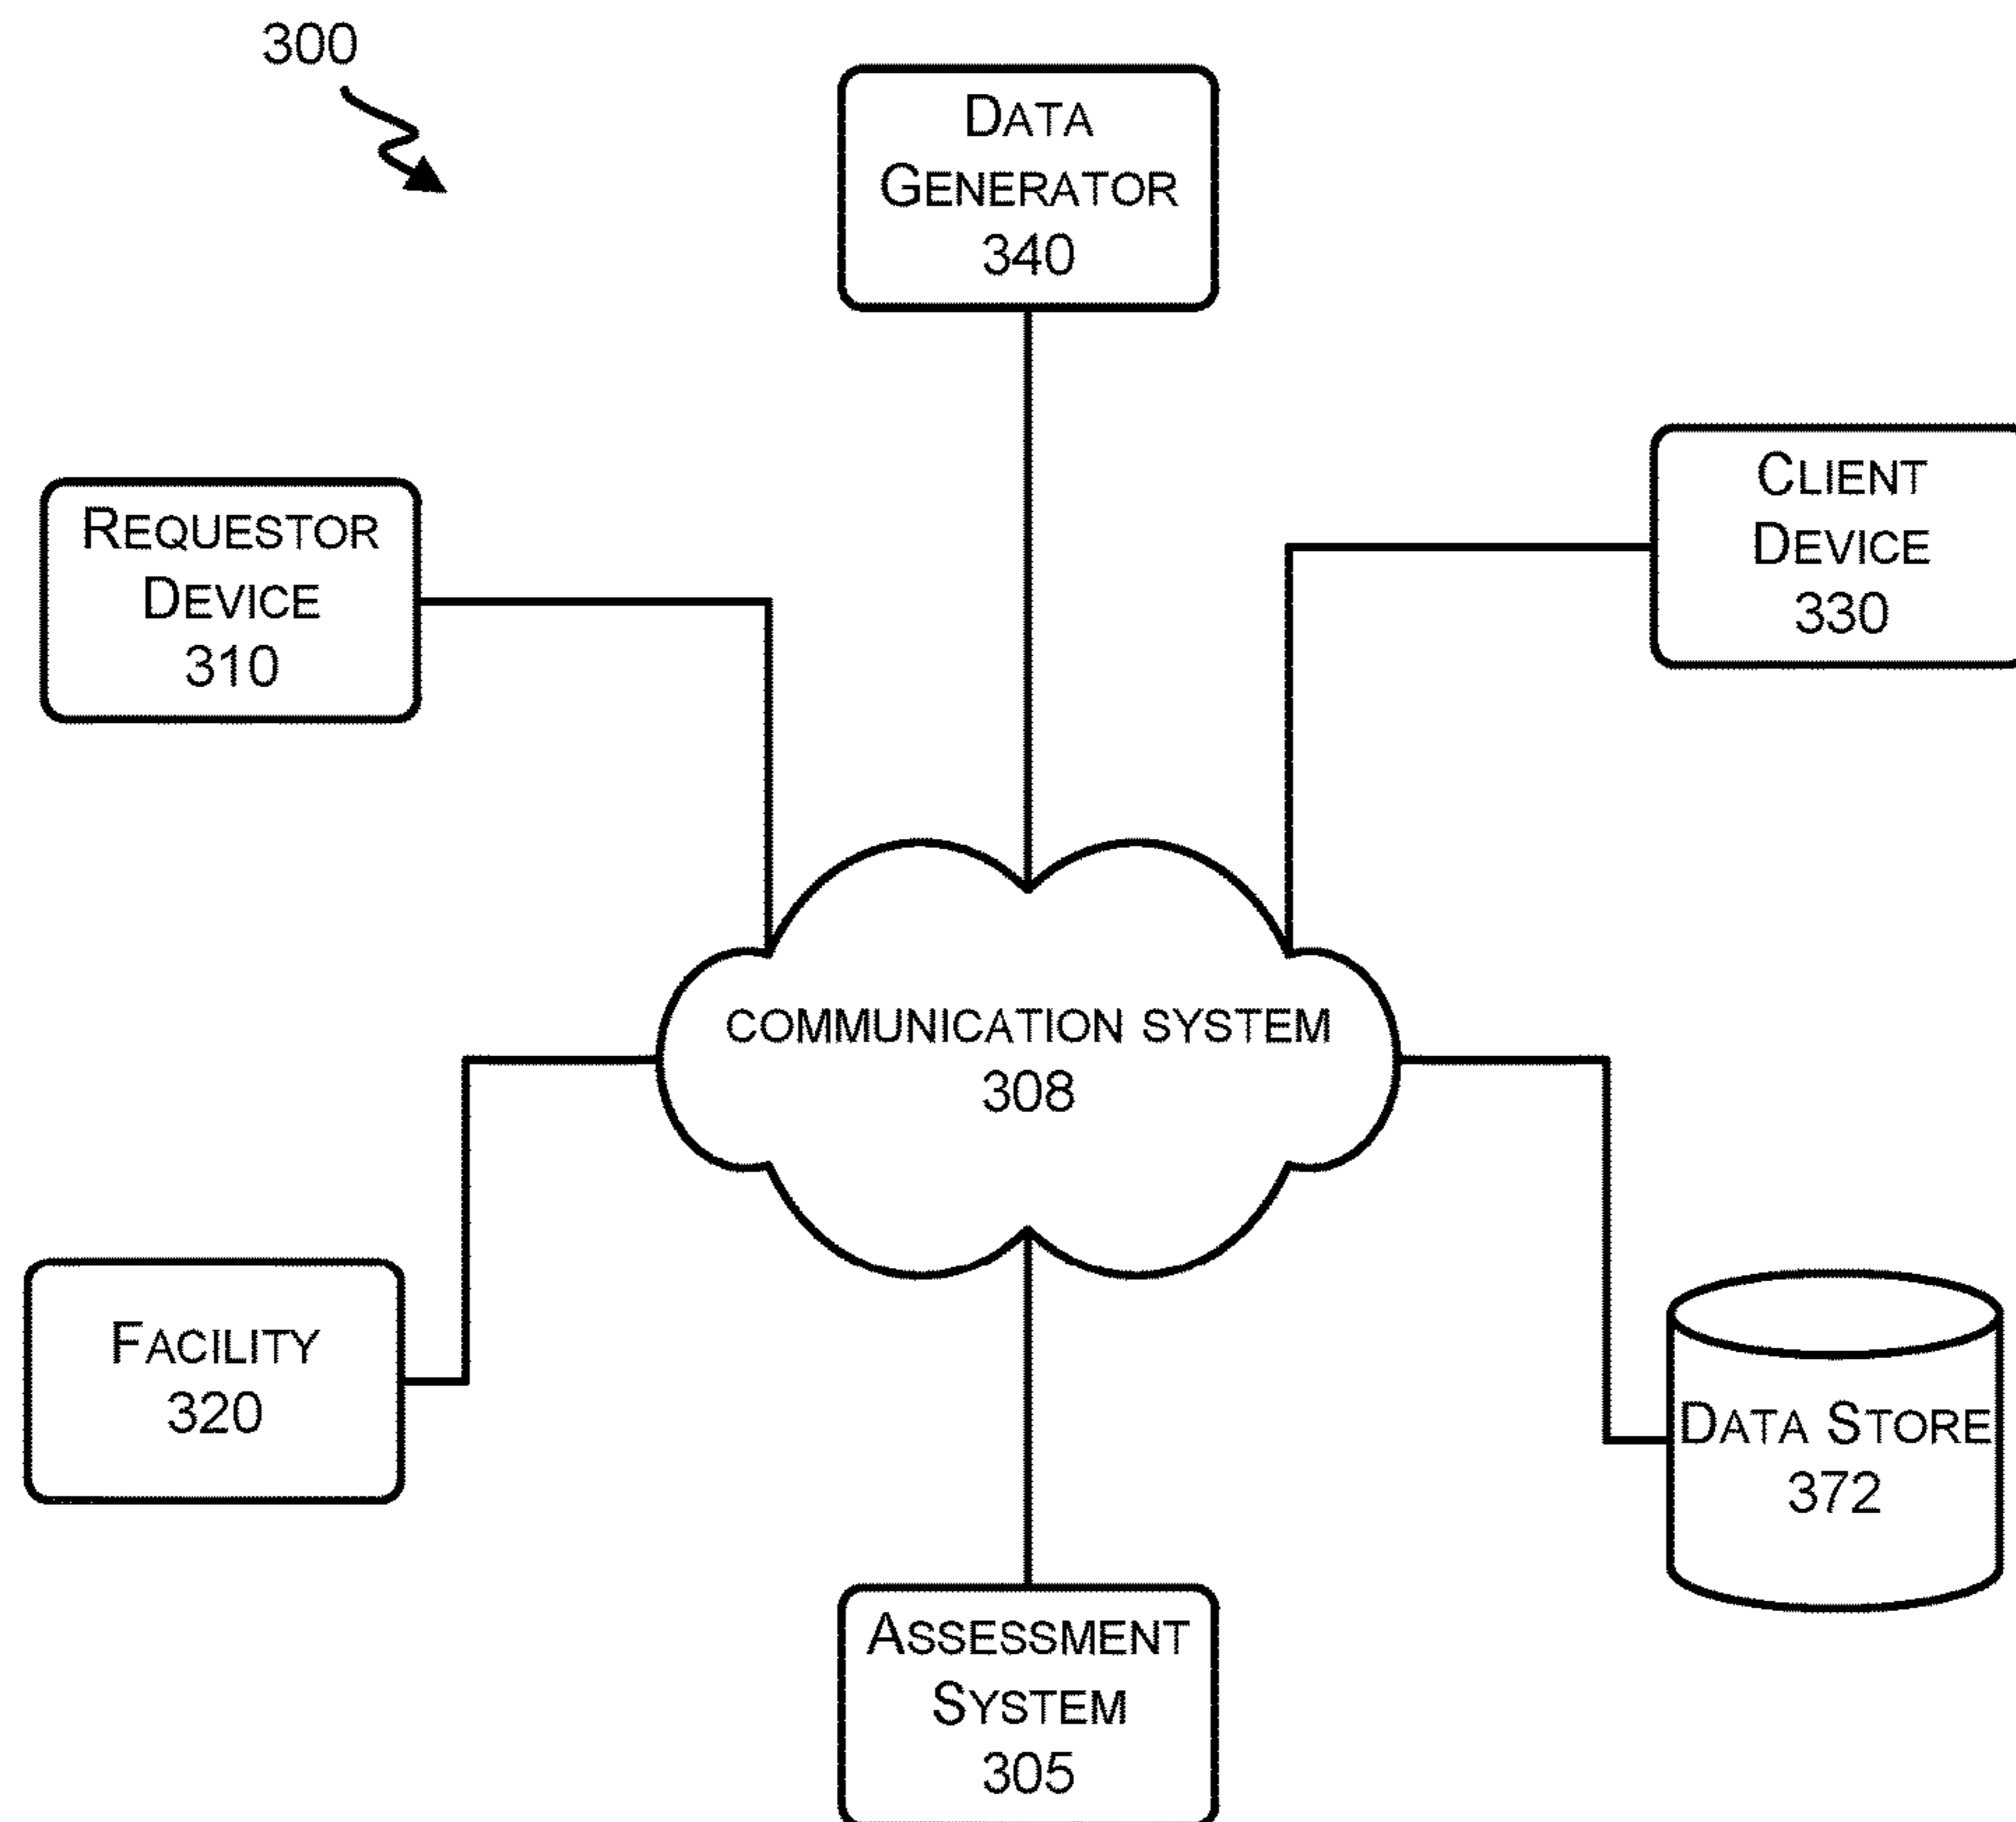 300
DATA
GENERATOR
340
CLIENT
DEVICE
330
REQUESTOR
DEVICE
310
COMMUNICATION SYSTEM
308
FACILITY
320
DATA STORE
372
ASSESSMENT
SYSTEM
305